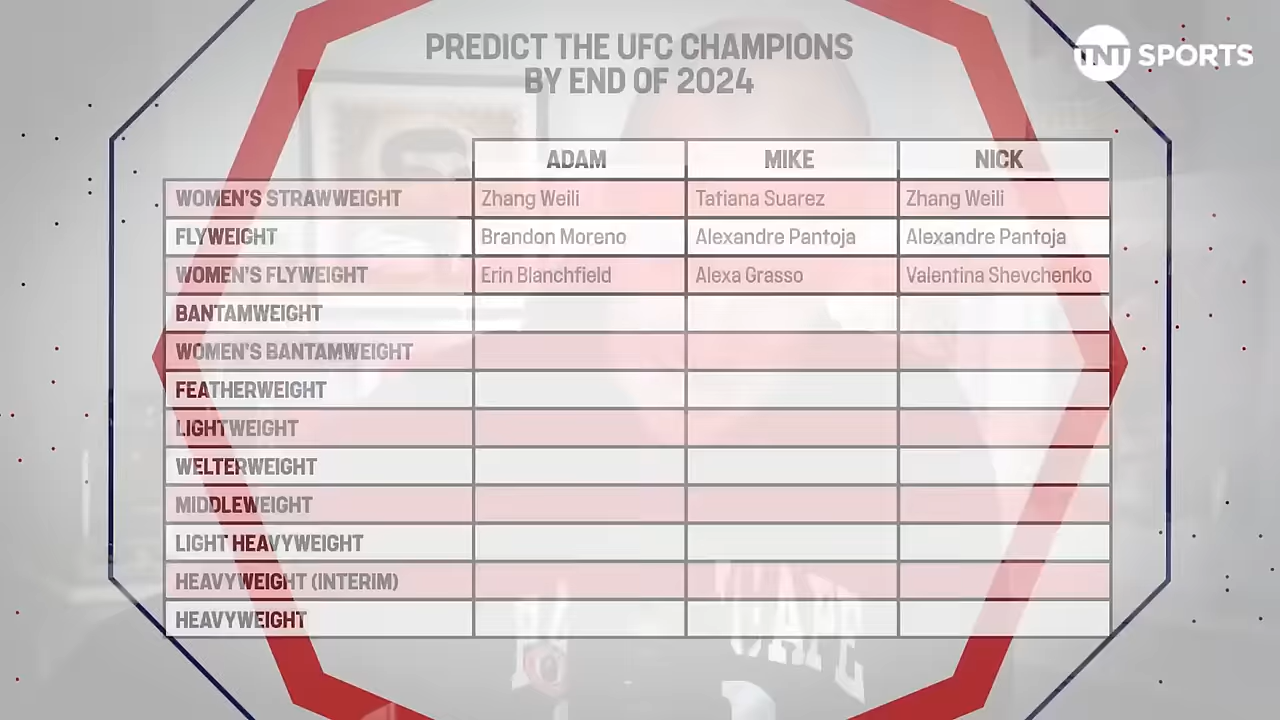 PREDICT THE UFC CHAMPIONS
BY END OF 2024
TNT SPORTS
ADAM MIKE NICK
WOMEN'S STRAWWEIGHT Zhang Weili Tatiana Suarez Zhang Weili
FLYWEIGHT Brandon Moreno Alexandre Pantoja Alexandre Pantoja
WOMEN'S FLYWEIGHT Erin Blanchfield Alexa Grasso Valentina Shevchenko
BANTAMWEIGHT
WOMEN'S BANTAMWEIGHT
FEATHERWEIGHT
LIGHTWEIGHT
WELTERWEIGHT
MIDDLEWEIGHT
LIGHT HEAVYWEIGHT
HEAVYWEIGHT (INTERIM)
HEAVYWEIGHT